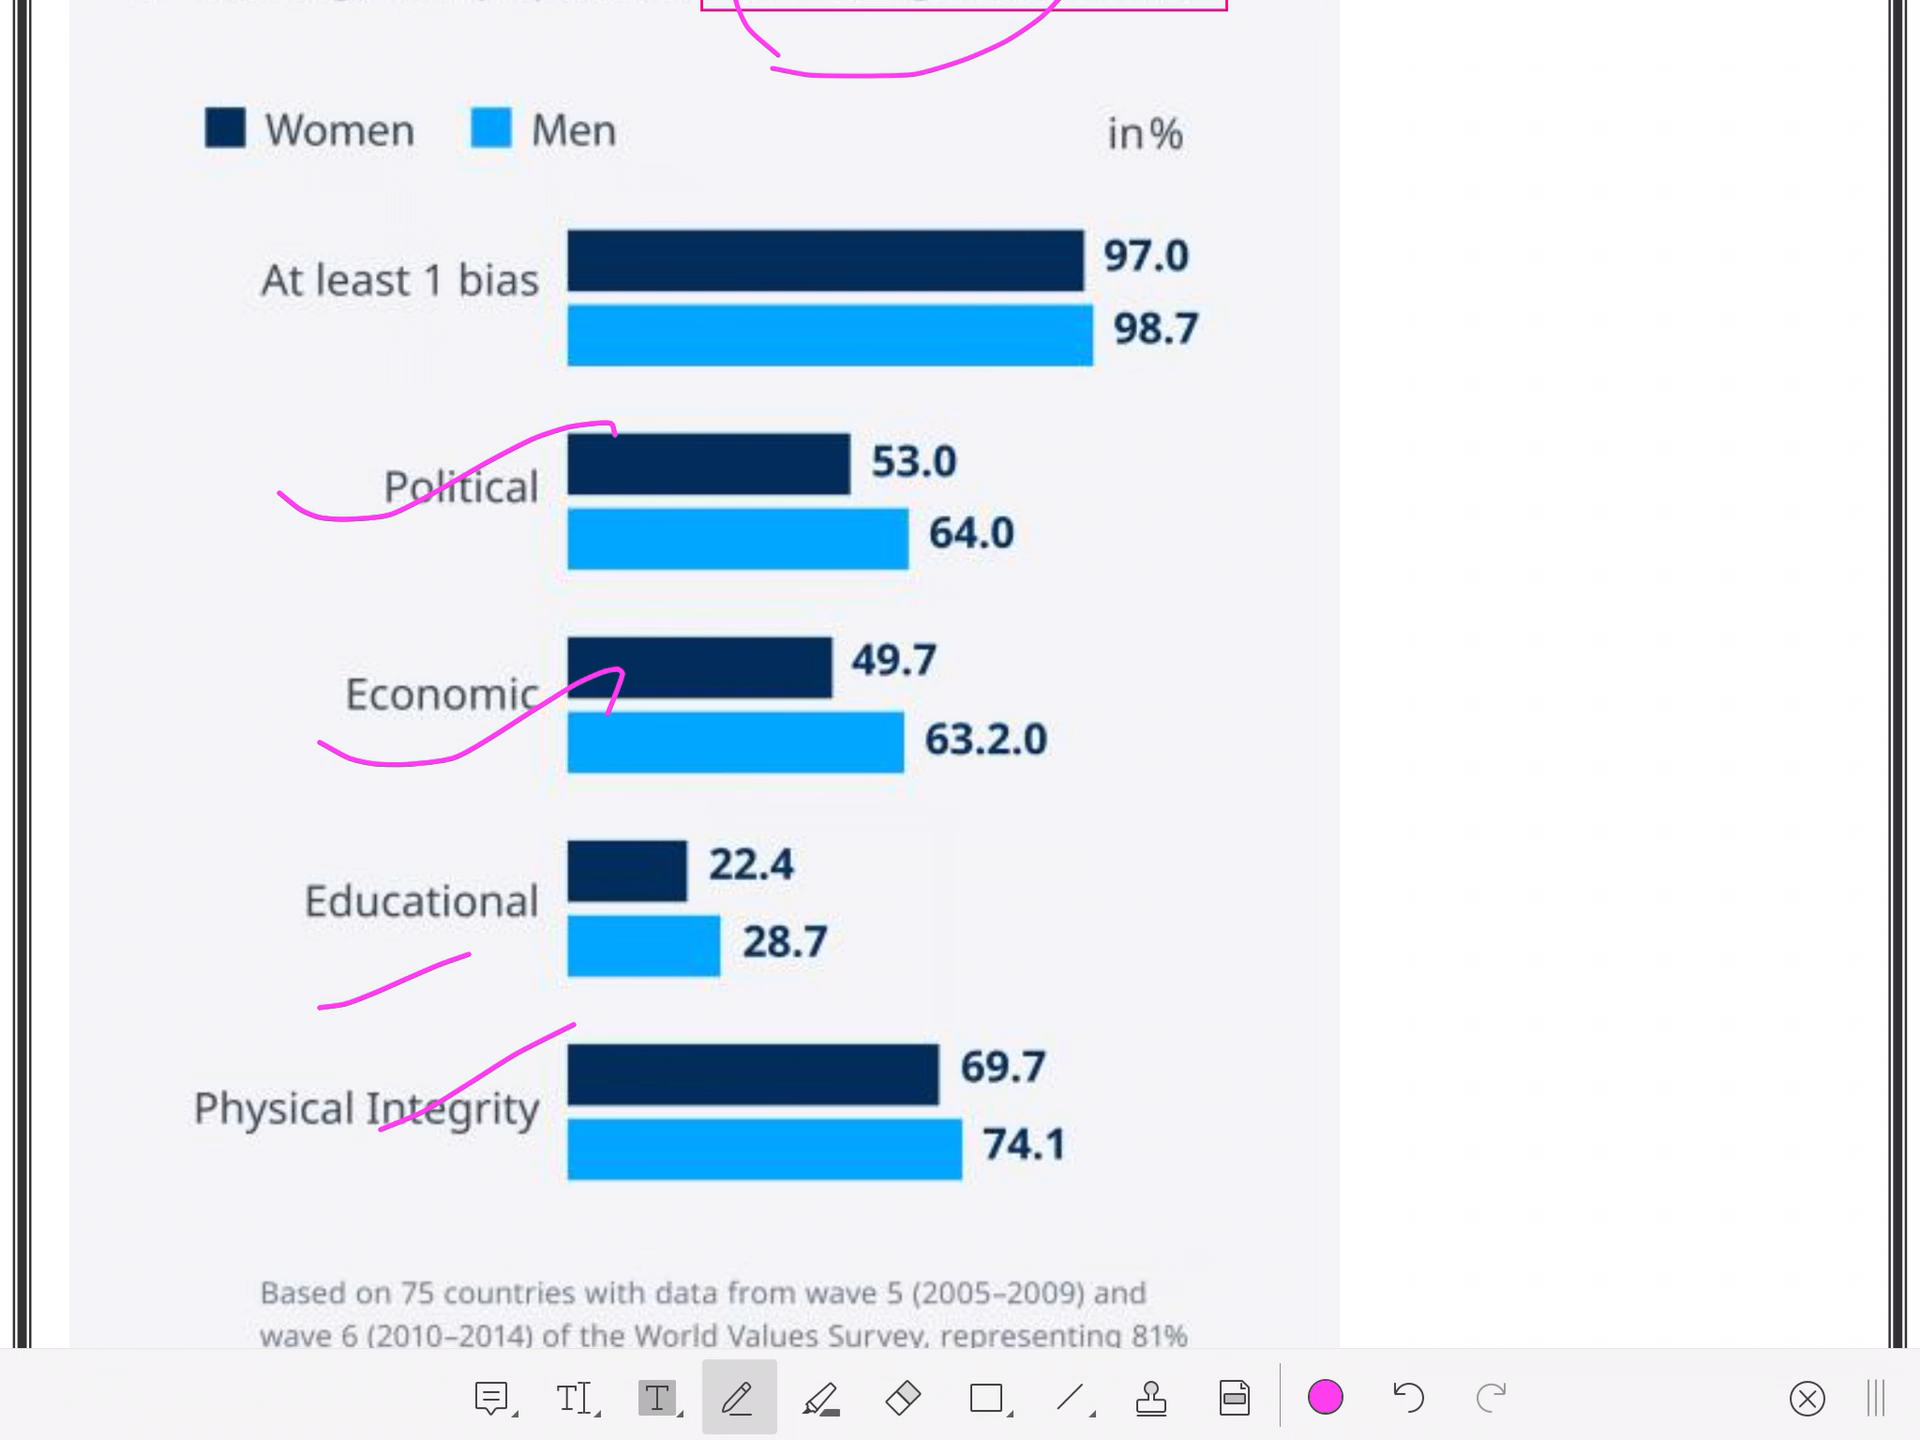 Women Men in%
At least 1 bias
97.0
98.7
Political
53.0
64.0
Economic
49.7
63.2.0
Educational
22.4
28.7
Physical Integrity
69.7
74.1
Based on 75 countries with data from wave 5 (2005–2009) and
wave 6 (2010–2014) of the World Values Survey, representing 81%